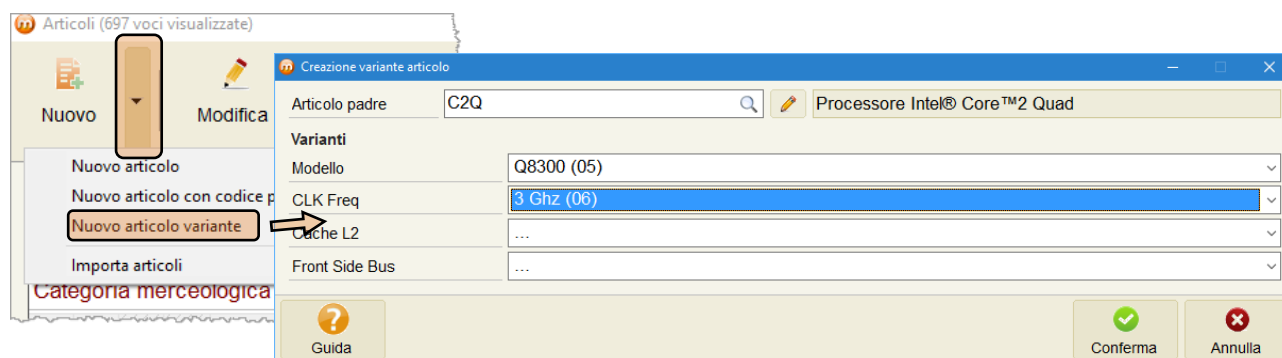 Articoli (697 voci visualizzate)
Nuovo
Modifica
Nuovo articolo
Nuovo articolo con codice p
Nuovo articolo variante
Importa articoli
Categoria merceologica
Creazione variante articolo
Articolo padre C2Q Processore Intel® Core™2 Quad
Varianti
Modello Q8300 (05)
CLK Freq 3 Ghz (06)
Cache L2 ...
Front Side Bus ...
Guida
Conferma
Annulla